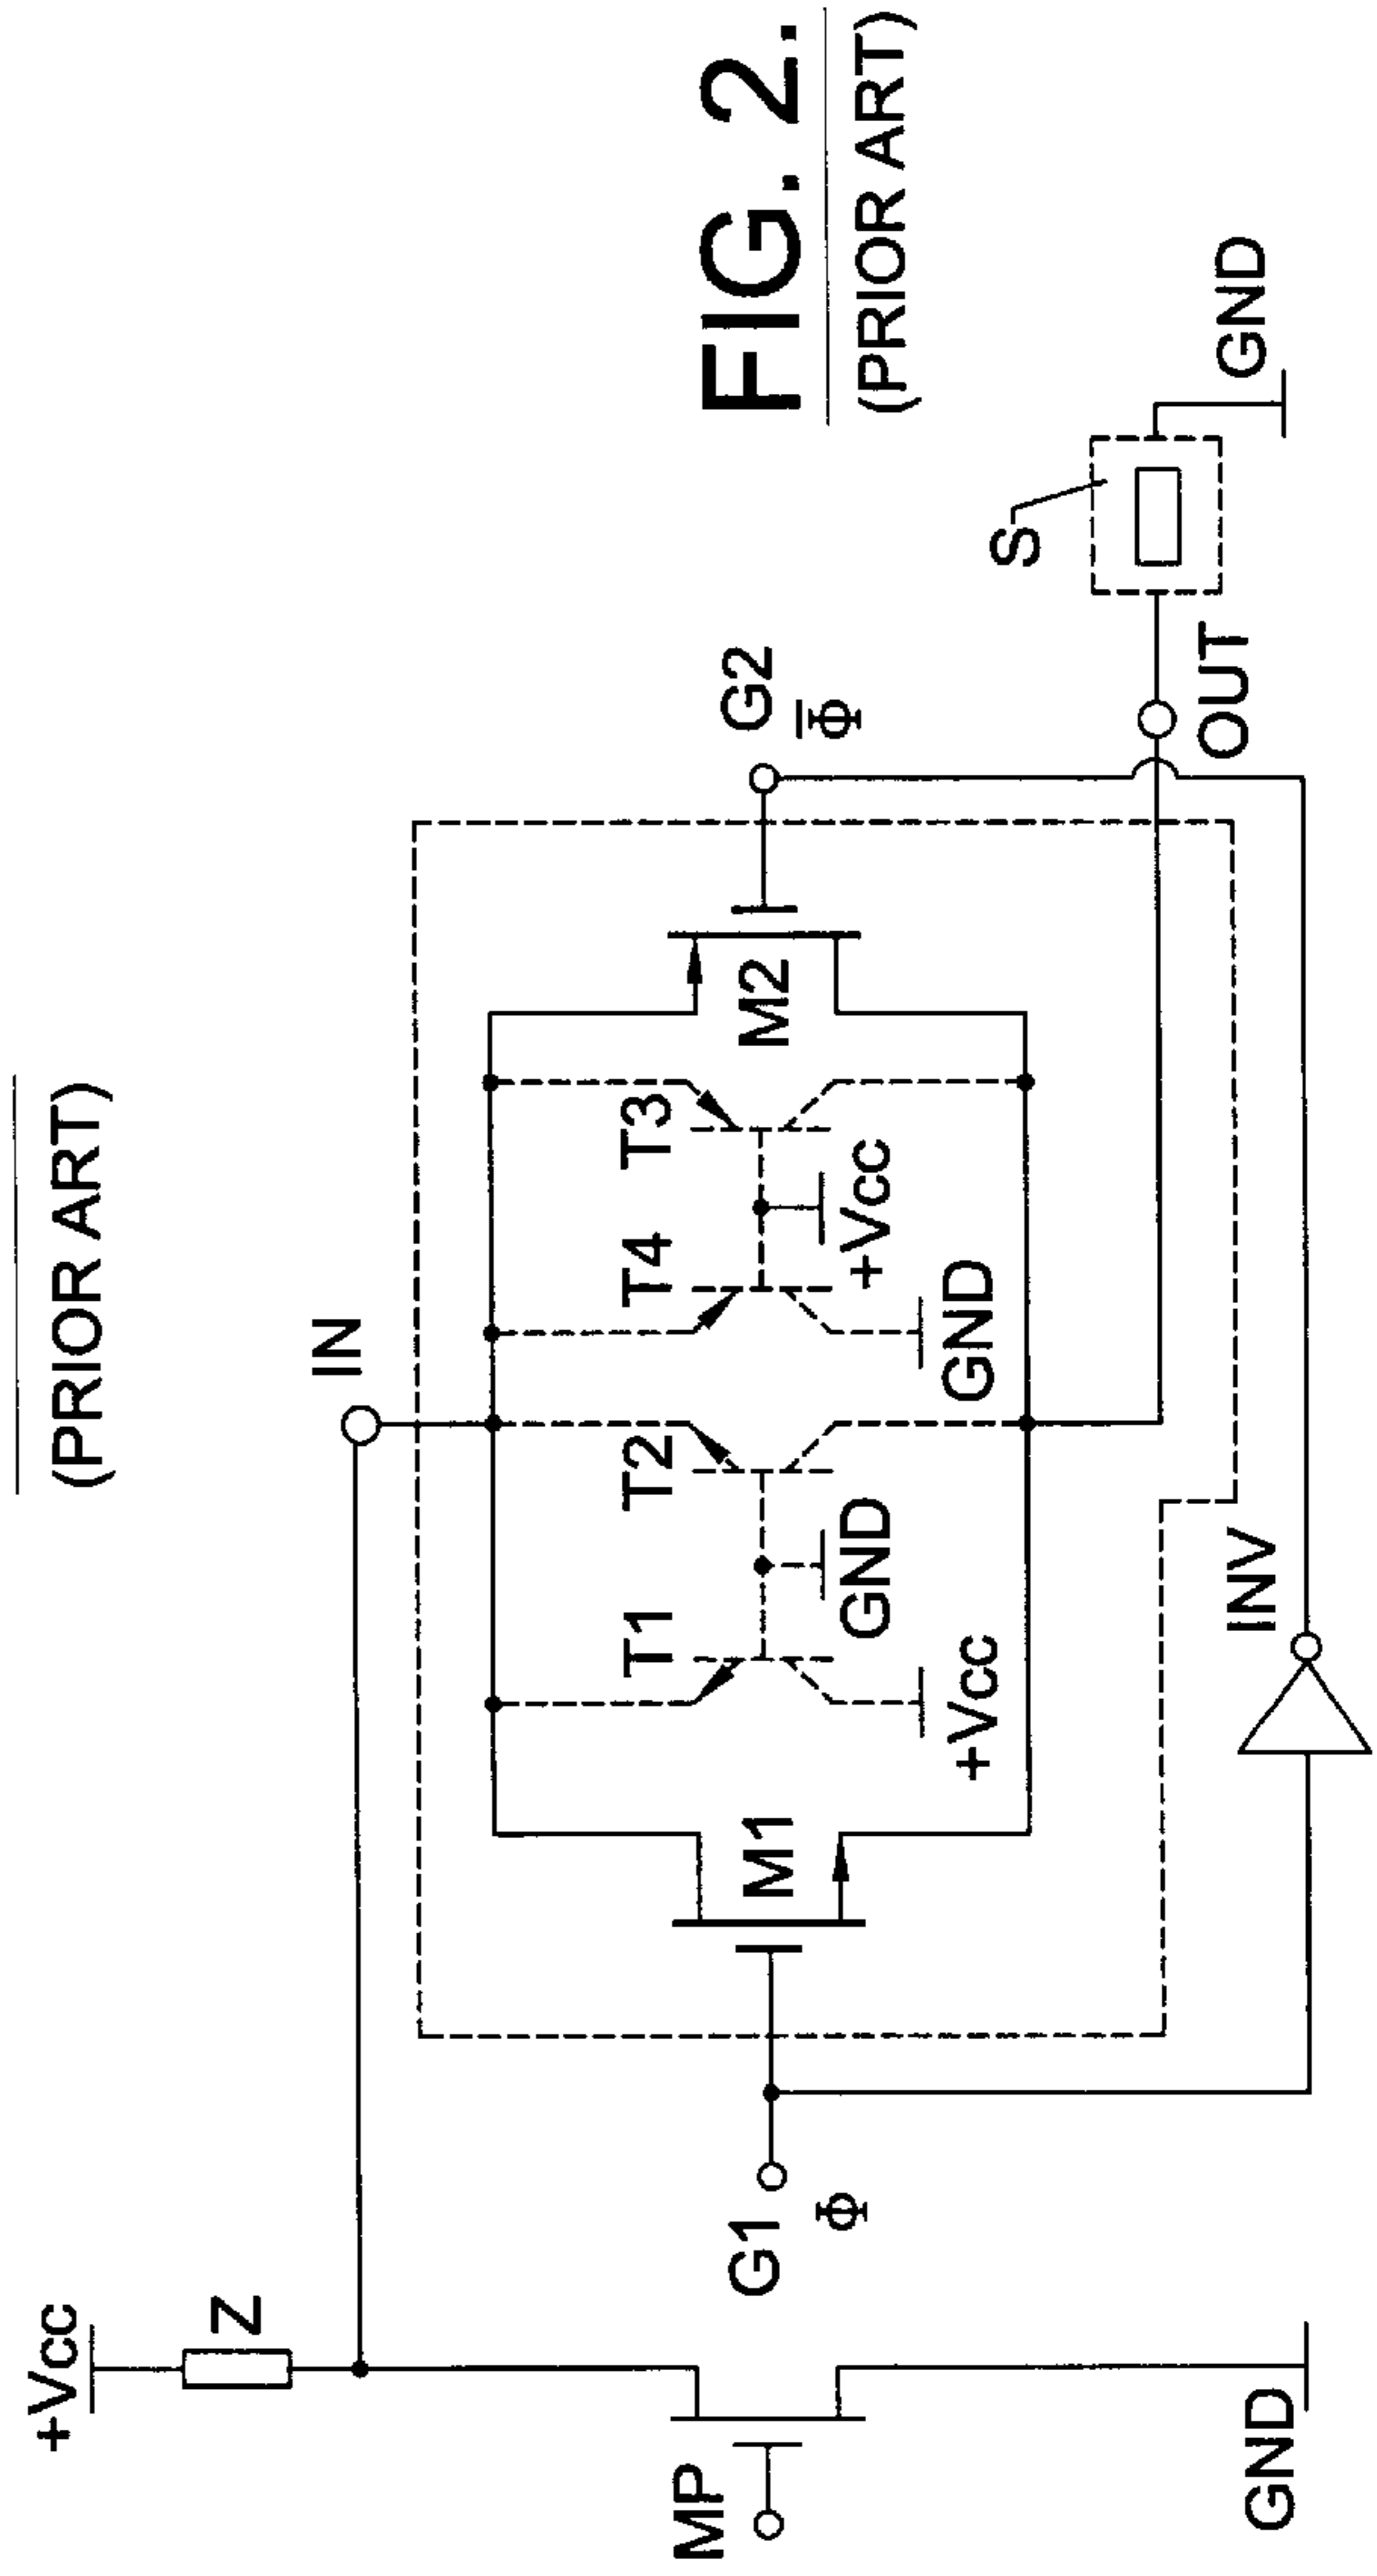 (PRIOR ART)
+Vcc
Z
IN
MP
GND
G1
Φ
M1
T1
T2
GND
+Vcc
T4
T3
+Vcc
GND
M2
G2
Φ̅
INV
OUT
S
GND
FIG. 2.
(PRIOR ART)